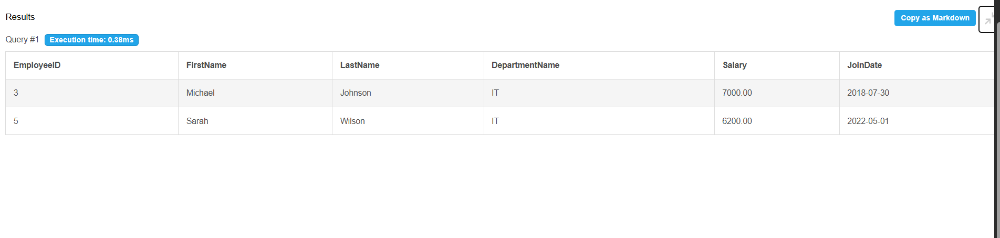 Results
Copy as Markdown
Query #1 Execution time: 0.38ms
EmployeeID FirstName LastName DepartmentName Salary JoinDate
3 Michael Johnson IT 7000.00 2018-07-30
5 Sarah Wilson IT 6200.00 2022-05-01